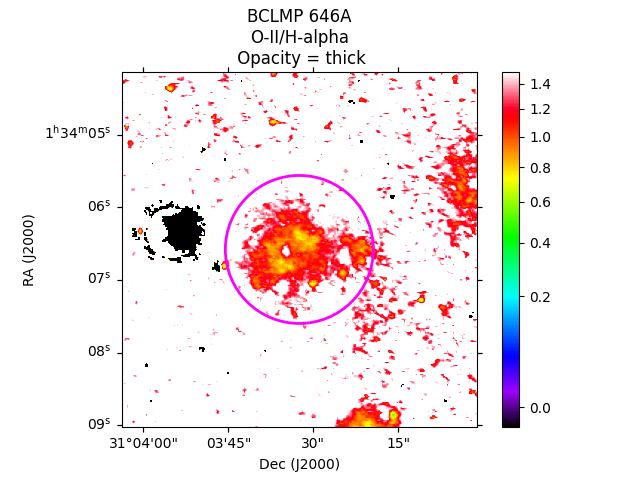 BCLMP 646A
O-II/H-alpha
Opacity = thick
RA (J2000)
1ʰ34ᵐ05ˢ
06ˢ
07ˢ
08ˢ
09ˢ
31°04'00" 03'45" 30" 15"
Dec (J2000)
1.4
1.2
1.0
0.8
0.6
0.4
0.2
0.0